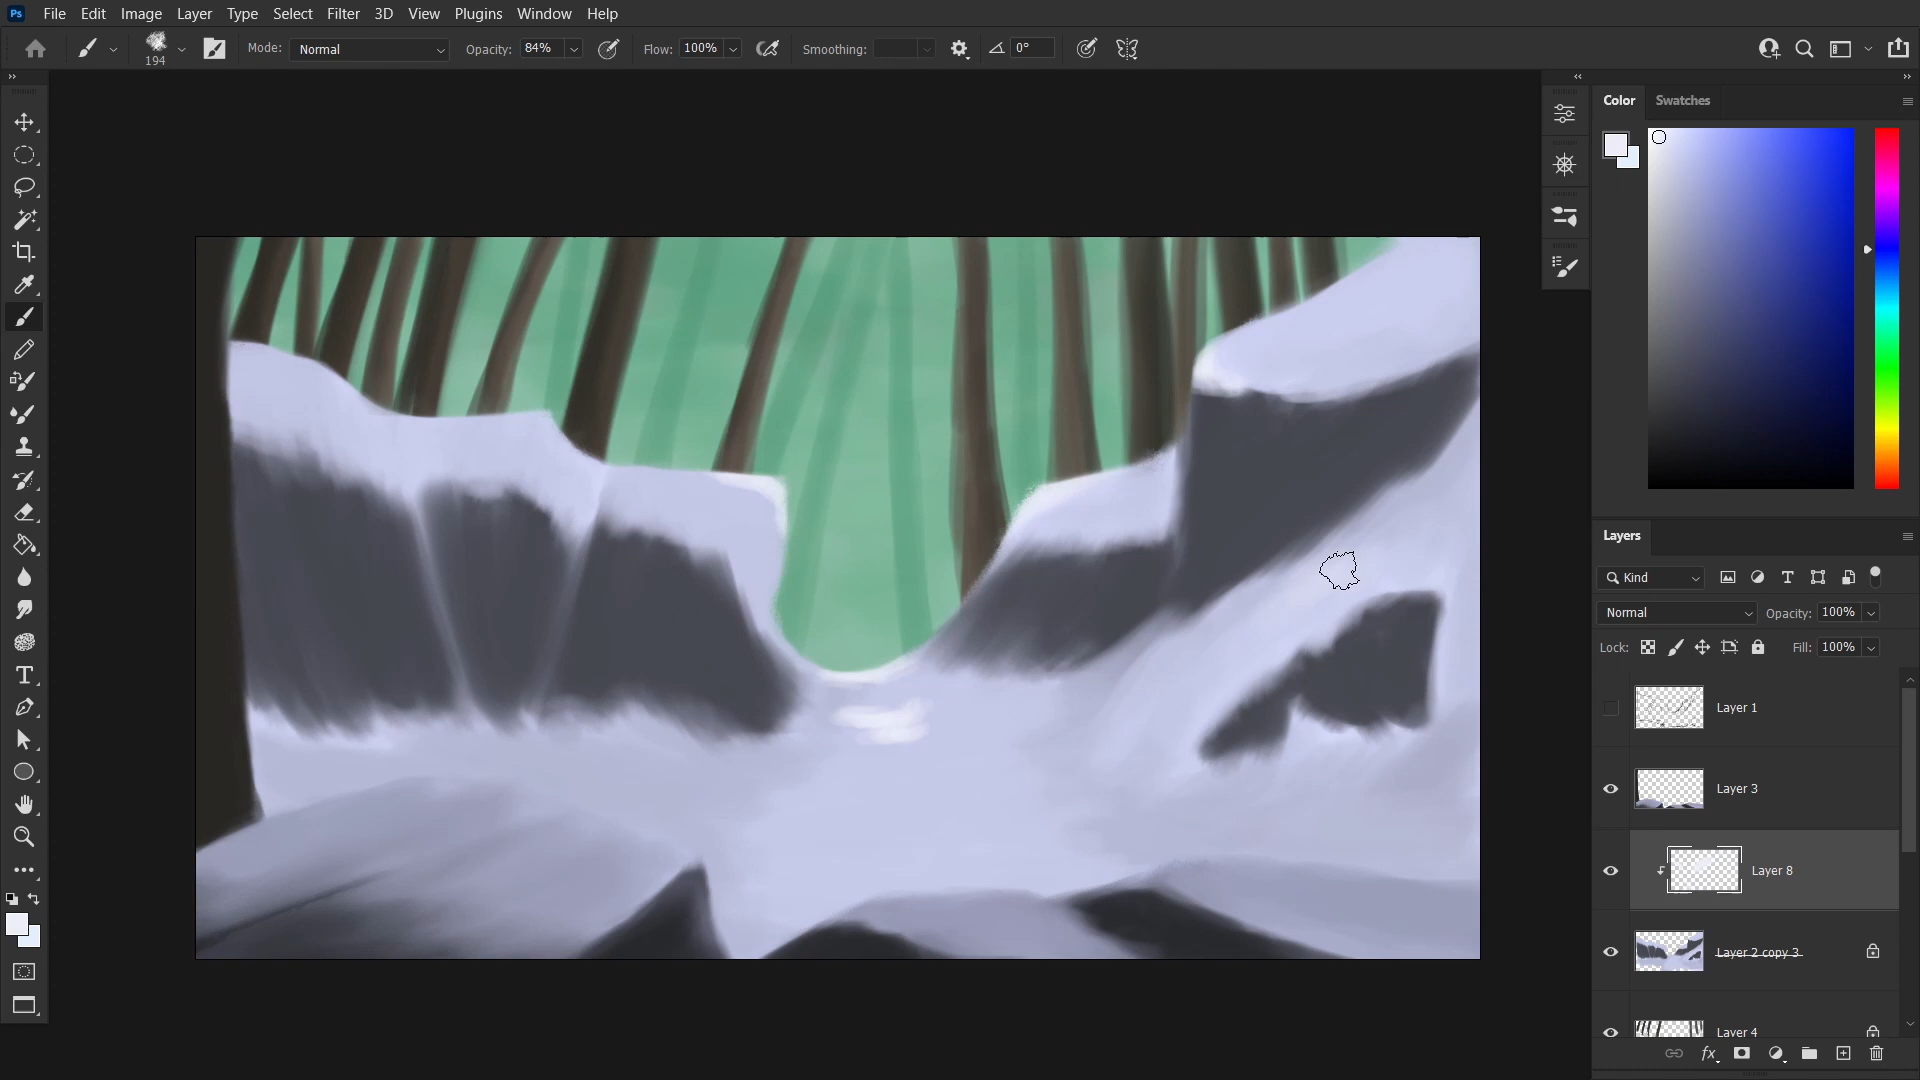 Ps File Edit Image Layer Type Select Filter 3D View Plugins Window Help
194 Mode: Normal Opacity: 84% Flow: 100% Smoothing: 0°
Color Swatches
Layers
Kind
Normal Opacity: 100%
Lock: Fill: 100%
Layer 1
Layer 3
Layer 8
Layer 2 copy 3
Layer 4
fx